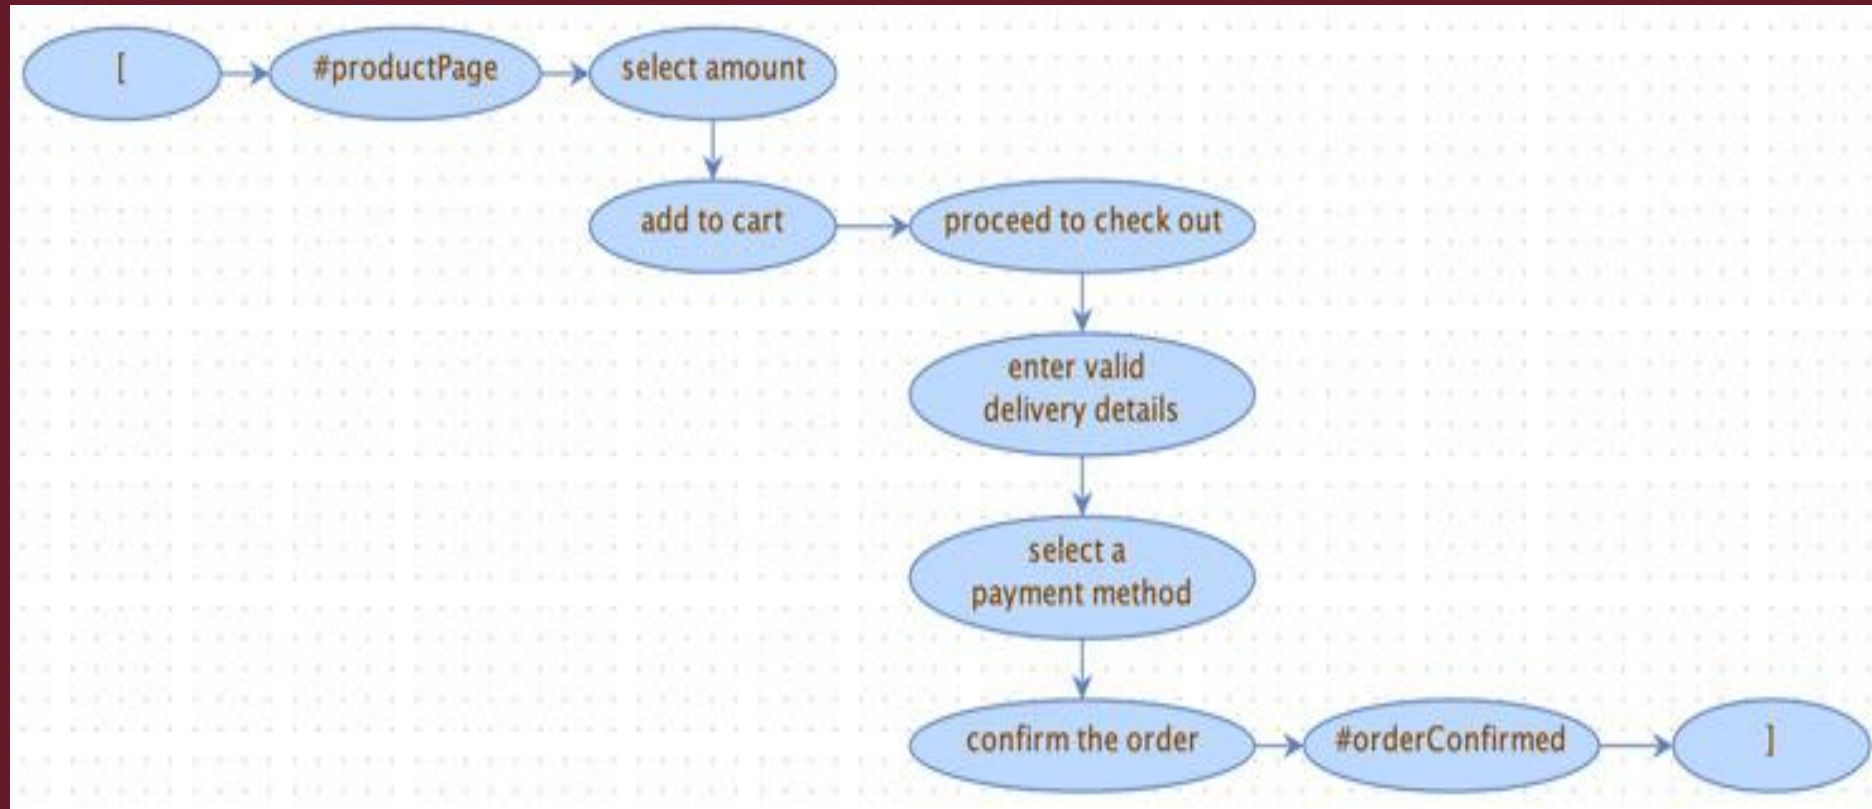 [
#productPage
select amount
add to cart
proceed to check out
enter valid
delivery details
select a
payment method
confirm the order
#orderConfirmed
]